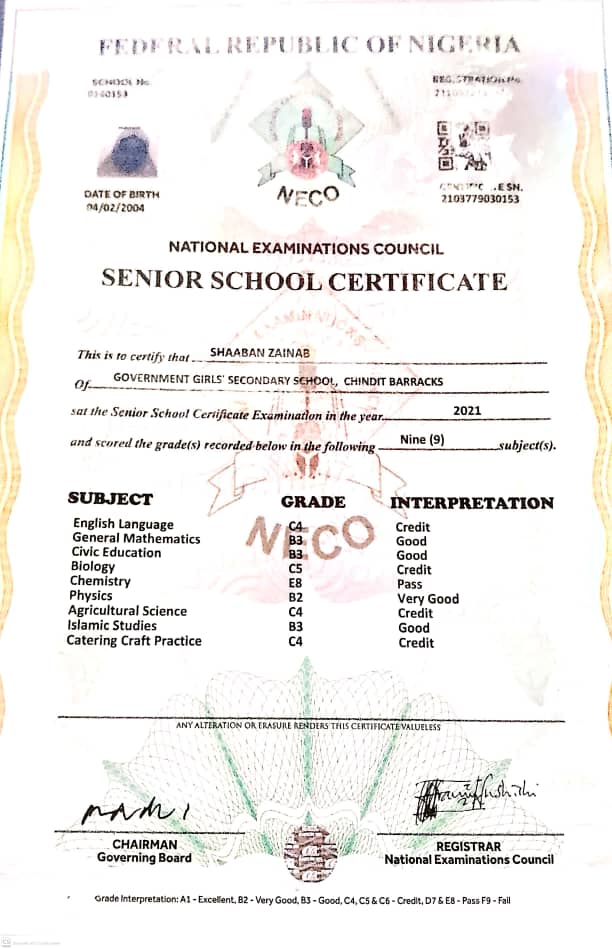 FEDERAL REPUBLIC OF NIGERIA
SCHOOL No.
0140153
REGISTRATION No.
DATE OF BIRTH
04/02/2004
NECO
2103779030153
NATIONAL EXAMINATIONS COUNCIL
SENIOR SCHOOL CERTIFICATE
This is to certify that SHAABAN ZAINAB
Of GOVERNMENT GIRLS' SECONDARY SCHOOL, CHINDIT BARRACKS
sat the Senior School Certificate Examination in the year 2021
and scored the grade(s) recorded below in the following Nine (9) subject(s).
SUBJECT GRADE INTERPRETATION
English Language C4 Credit
General Mathematics B3 Good
Civic Education B3 Good
Biology C5 Credit
Chemistry E8 Pass
Physics B2 Very Good
Agricultural Science C4 Credit
Islamic Studies B3 Good
Catering Craft Practice C4 Credit
NECO
ANY ALTERATION OR ERASURE RENDERS THIS CERTIFICATE VALUELESS
CHAIRMAN
Governing Board
REGISTRAR
National Examinations Council
Grade Interpretation: A1 - Excellent, B2 - Very Good, B3 - Good, C4, C5 & C6 - Credit, D7 & E8 - Pass F9 - Fail